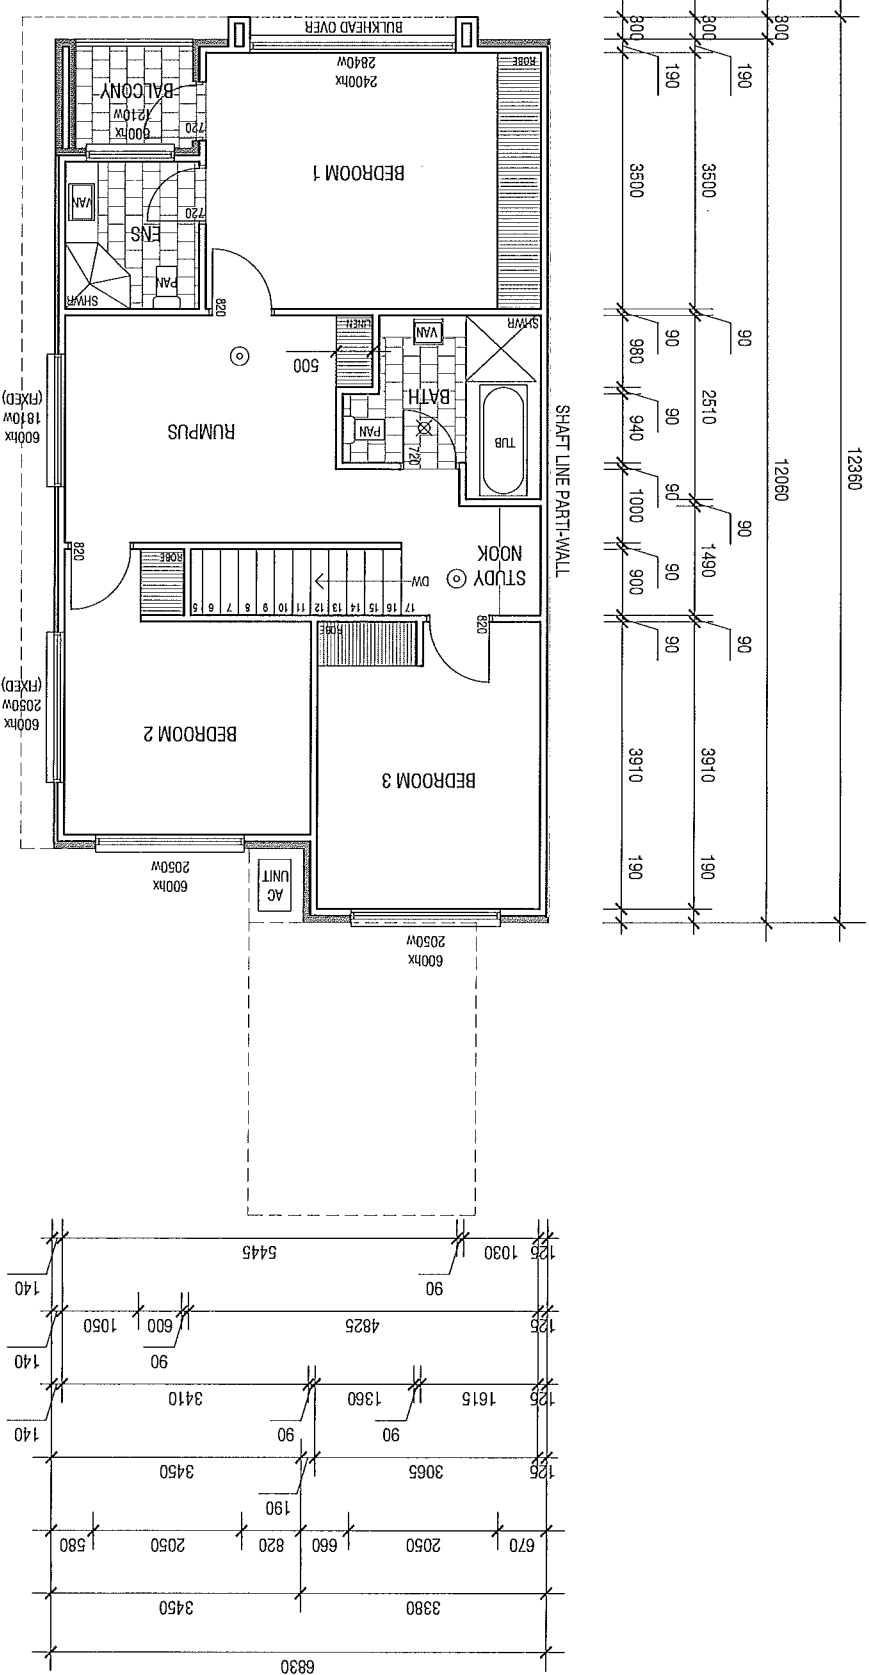 BULKHEAD OVER
2400hx
2840w
ROBE
BALCONY
600hx
1210w
720
BEDROOM 1
VAN
720
ENS
PAN
SHWR
820
LINEN
VAN
SHWR
500
BATH
PAN
720
TUB
RUMPUS
600hx
1810w
(FIXED)
SHAFT LINE PARTI-WALL
820
ROBE
STUDY
NOOK
DW
17 16 15 14 13 12 11 10 9 8 7 6 5
820
ROBE
600hx
2050w
(FIXED)
BEDROOM 2
BEDROOM 3
600hx
2050w
AC
UNIT
600hx
2050w
300
190
3500
90
980
90
940
90
1000
90
900
90
3910
190
300
190
3500
90
2510
90
1490
90
3910
190
300
12060
12360
125 1030 90 5445 140
125 4825 90 600 1050 140
125 1615 90 1360 90 3410 140
125 3065 190 3450
670 2050 660 820 2050 580
3380 3450
6830